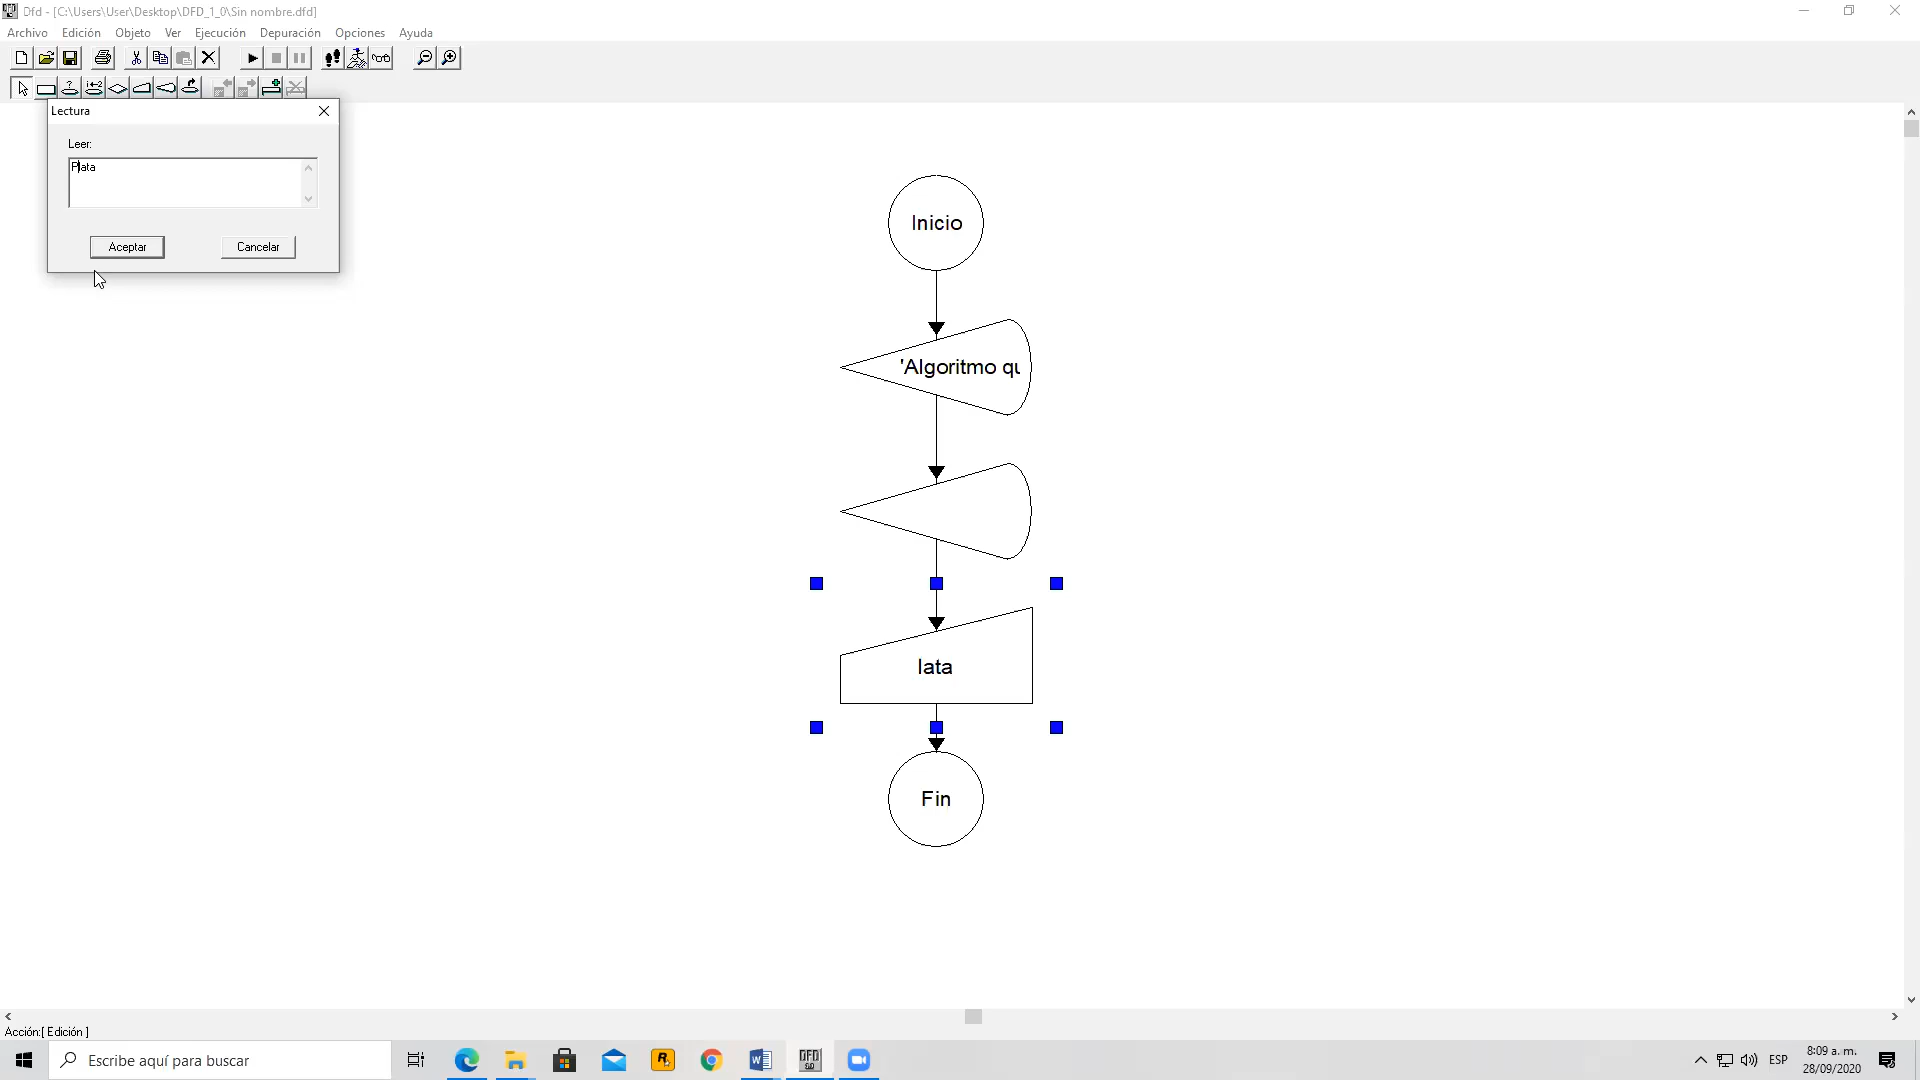 Dfd - [C:\Users\User\Desktop\DFD_1_0\Sin nombre.dfd]
Archivo Edición Objeto Ver Ejecución Depuración Opciones Ayuda
Lectura
Leer:
Plata
Aceptar Cancelar
Inicio
'Algoritmo qu
lata
Fin
Acción:[ Edición ]
Escribe aquí para buscar
ESP
8:09 a. m.
28/09/2020